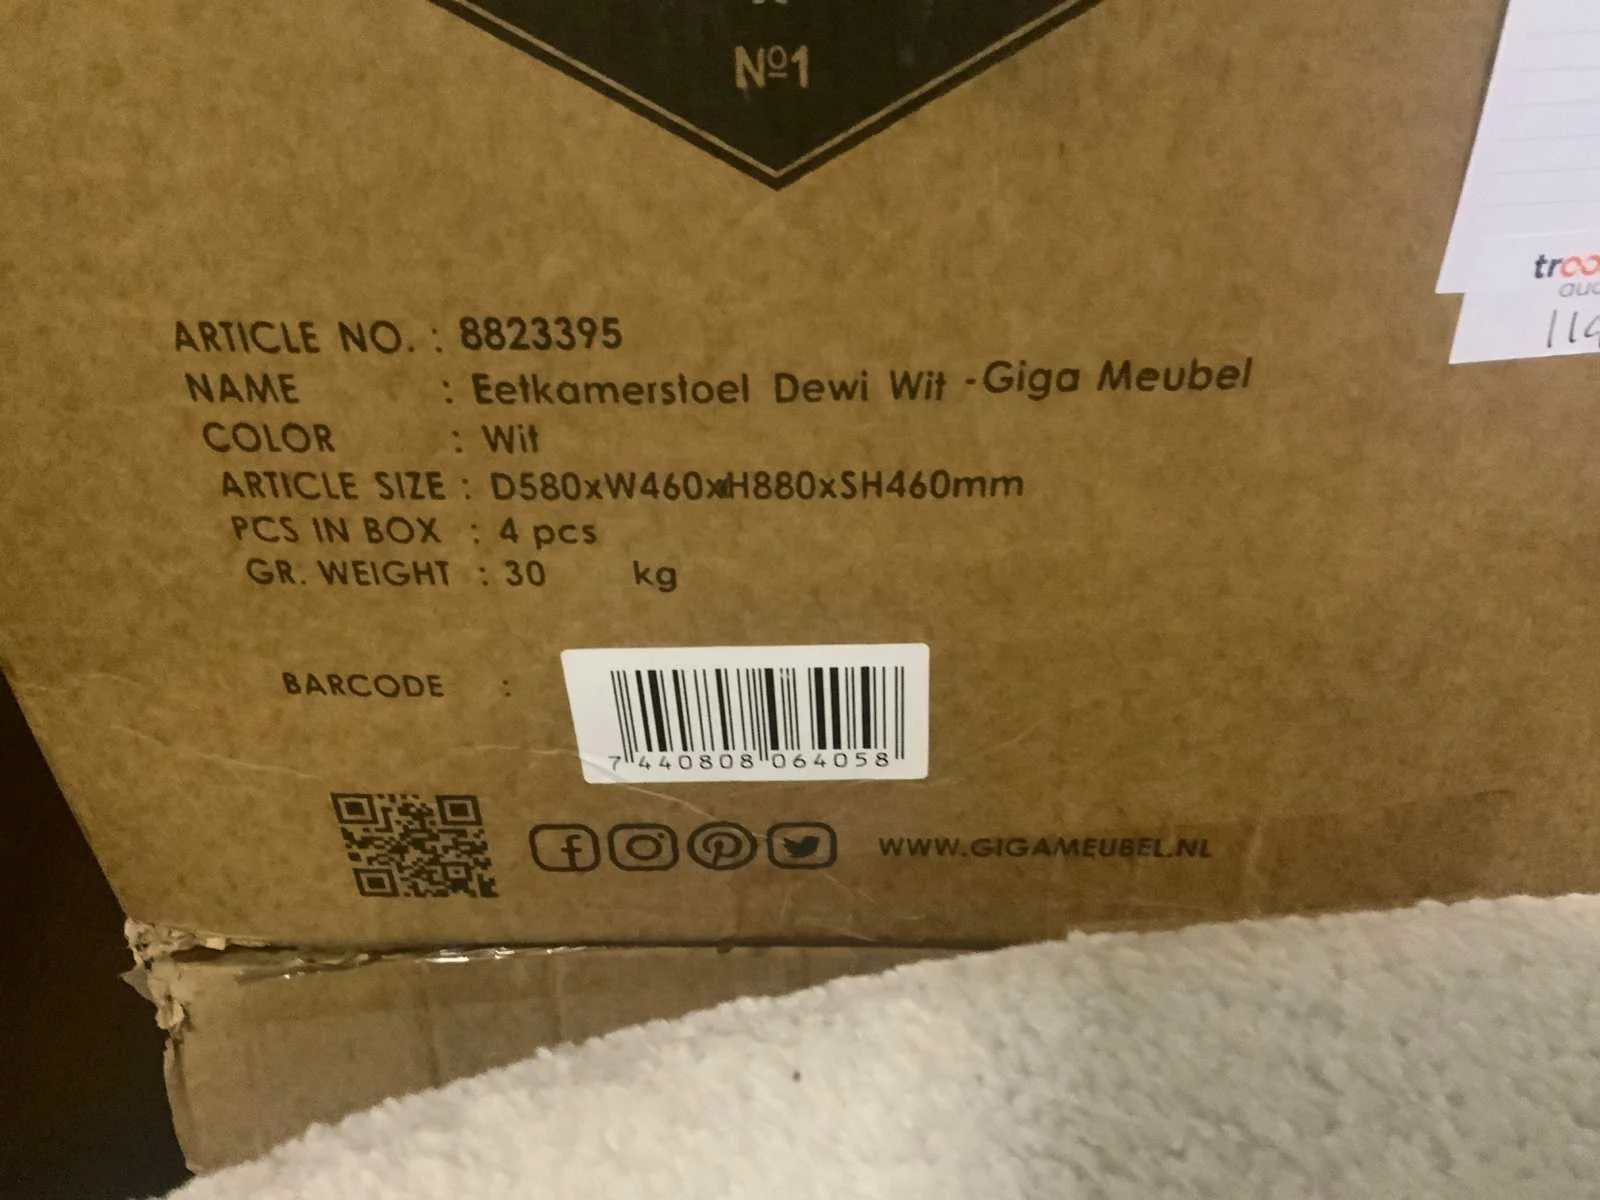 Nº1
ARTICLE NO. : 8823395
NAME : Eetkamerstoel Dewi Wit - Giga Meubel
COLOR : Wit
ARTICLE SIZE : D580xW460xH880xSH460mm
PCS IN BOX : 4 pcs
GR. WEIGHT : 30 kg
BARCODE :
7 440808 064058
WWW.GIGAMEUBEL.NL